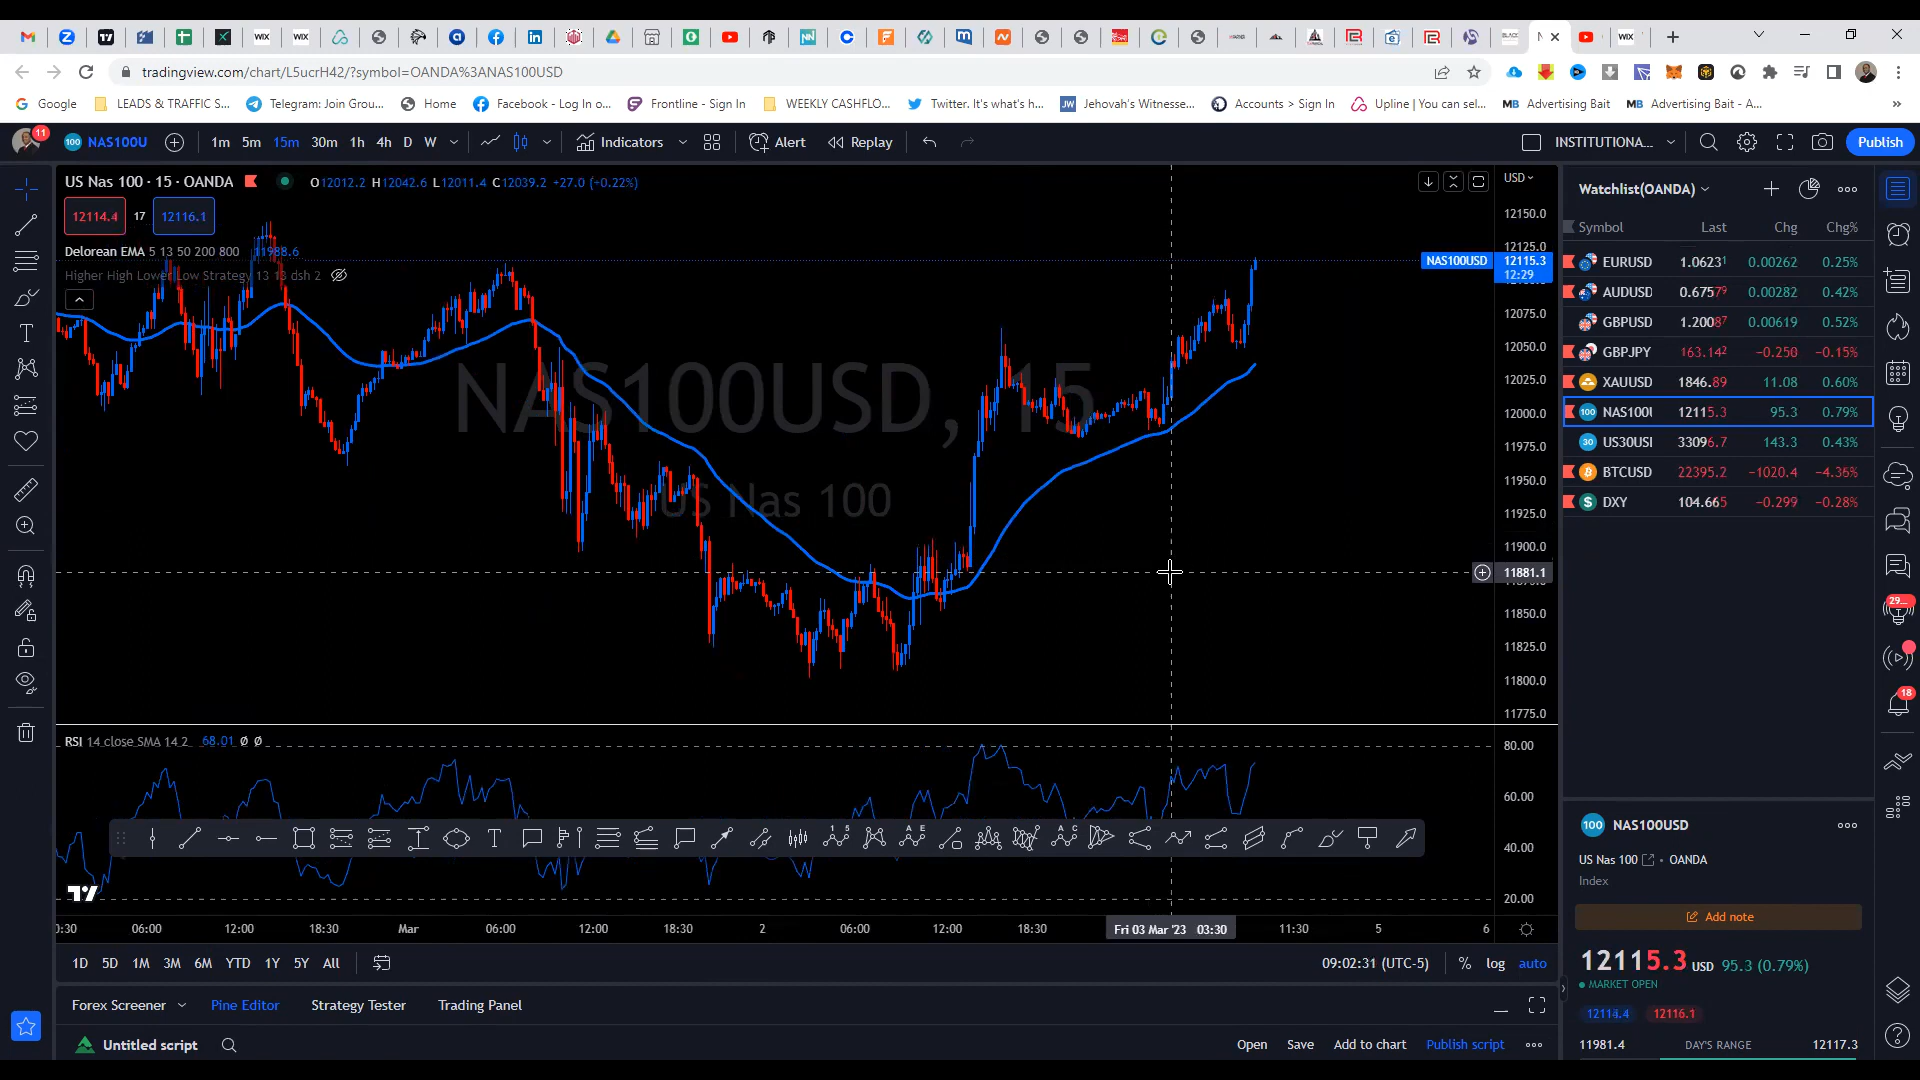 tradingview.com/chart/L5ucrH42/?symbol=OANDA%3ANAS100USD
Google
LEADS & TRAFFIC S...
Telegram: Join Grou...
Home
Facebook - Log In o...
Frontline - Sign In
WEEKLY CASHFLO...
Twitter. It's what's h...
Jehovah's Witnesse...
Accounts > Sign In
Upline | You can sel...
MB Advertising Bait
MB Advertising Bait - A...
11
100 NAS100U
1m 5m 15m 30m 1h 4h D W
Indicators
Alert
Replay
INSTITUTIONA...
Publish
US Nas 100 · 15 · OANDA
O12012.2 H12042.6 L12011.4 C12039.2 +27.0 (+0.22%)
12114.4 17 12116.1
Delorean EMA 5 13 50 200 800 11988.6
Higher High Lower Low Strategy 13 13 dsh 2
NAS100USD, 15
US Nas 100
USD
12150.0
12125.0
NAS100USD 12115.3
12:29
12075.0
12050.0
12025.0
12000.0
11975.0
11950.0
11925.0
11900.0
11881.1
11850.0
11825.0
11800.0
11775.0
RSI 14 close SMA 14 2 68.01 Ø Ø
80.00
60.00
40.00
20.00
06:00 12:00 18:30 Mar 06:00 12:00 18:30 2 06:00 12:00 18:30 Fri 03 Mar '23 03:30 11:30 5 6
1D 5D 1M 3M 6M YTD 1Y 5Y All
09:02:31 (UTC-5) % log auto
Forex Screener Pine Editor Strategy Tester Trading Panel
Untitled script
Open Save Add to chart Publish script
Watchlist(OANDA)
Symbol Last Chg Chg%
EURUSD 1.06231 0.00262 0.25%
AUDUSD 0.67579 0.00282 0.42%
GBPUSD 1.20087 0.00619 0.52%
GBPJPY 163.142 −0.250 −0.15%
XAUUSD 1846.89 11.08 0.60%
100 NAS100U 12115.3 95.3 0.79%
30 US30USI 33096.7 143.3 0.43%
BTCUSD 22395.2 −1020.4 −4.36%
DXY 104.665 −0.299 −0.28%
29...
18
100 NAS100USD
US Nas 100 • OANDA
Index
Add note
12115.3 USD 95.3 (0.79%)
MARKET OPEN
12114.4 12116.1
11981.4 DAY'S RANGE 12117.3